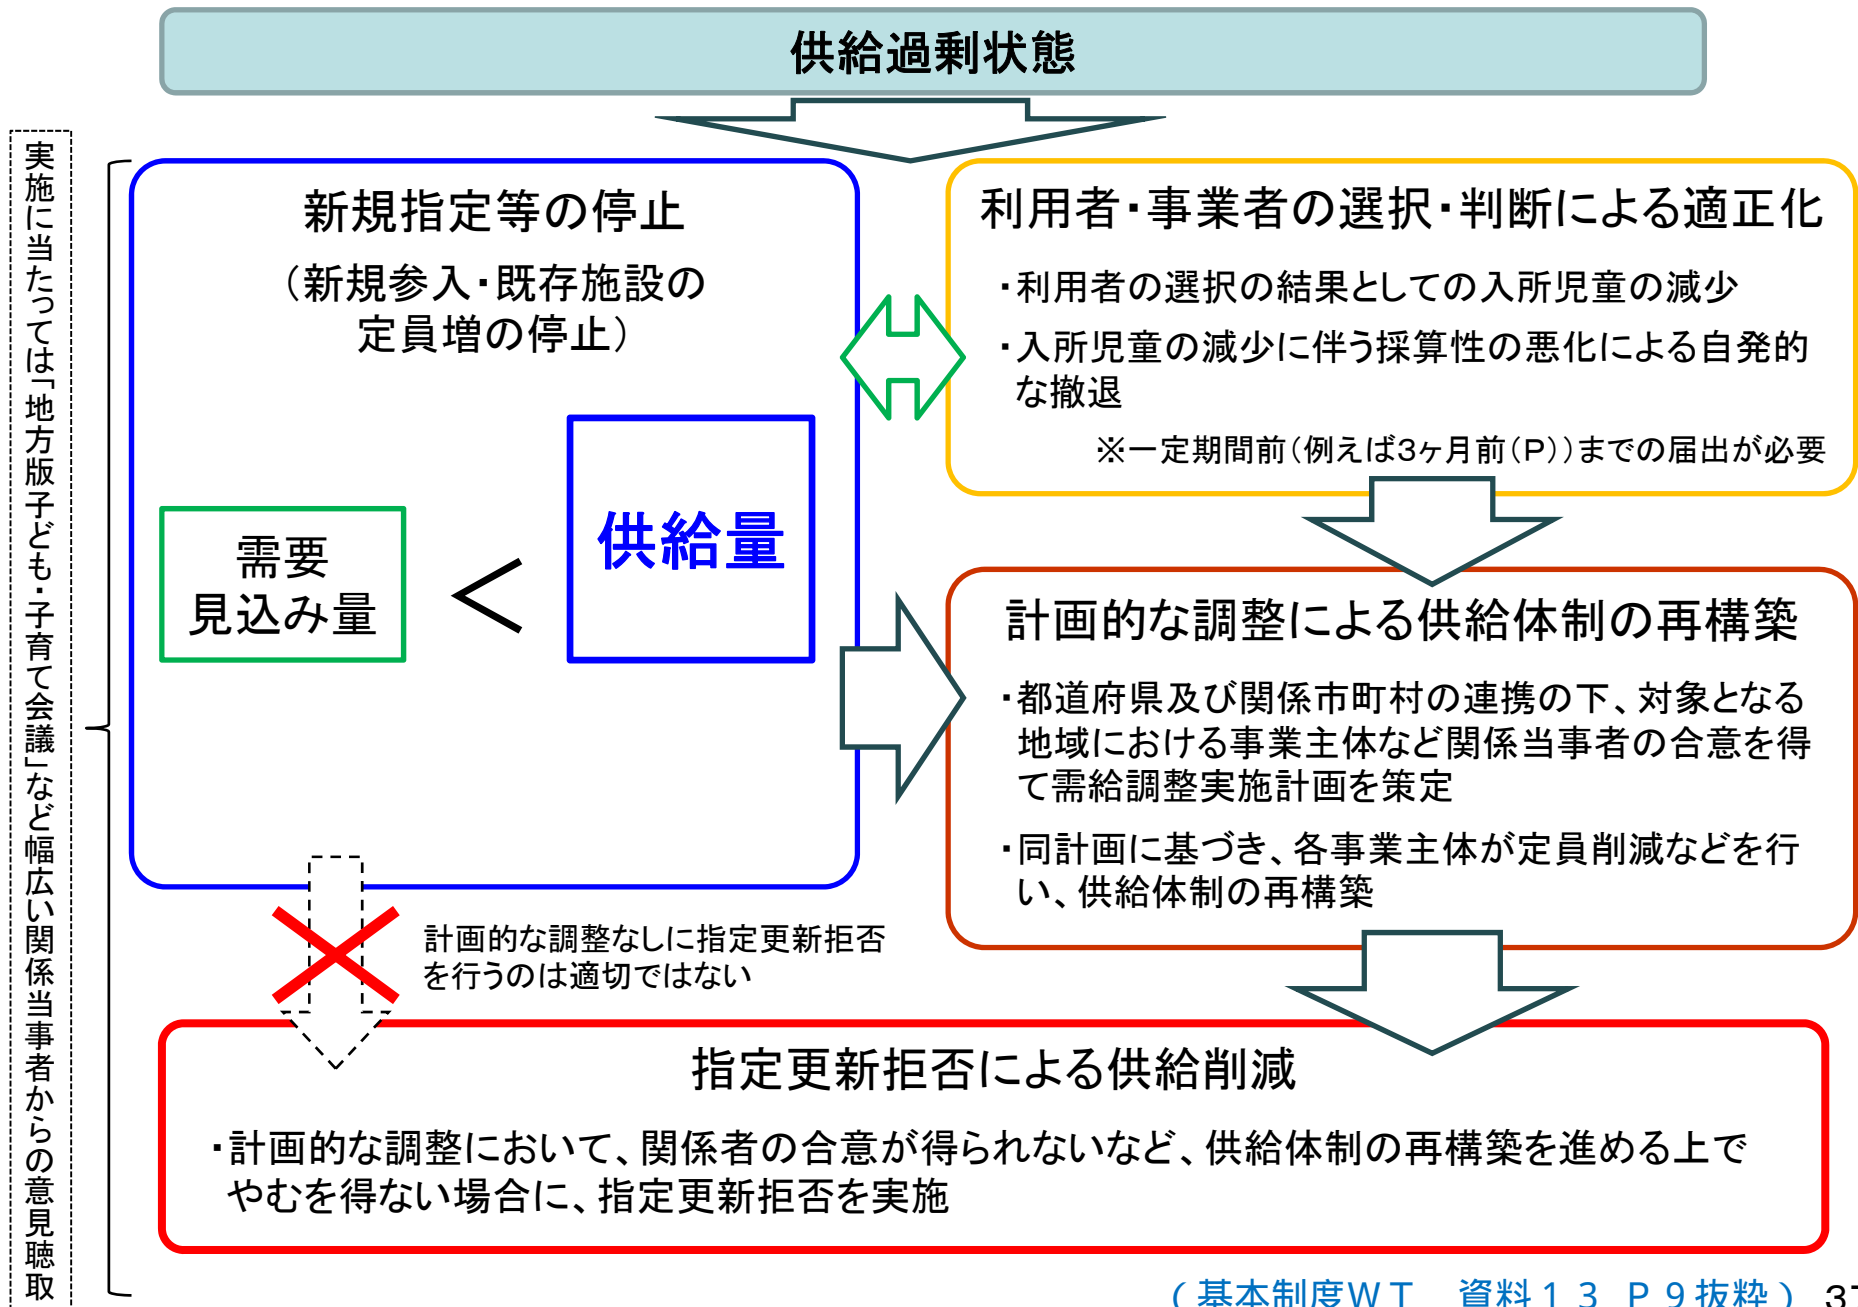 供給過剰状態
実施に当たっては「地方版子ども・子育て会議」など幅広い関係当事者からの意見聴取
新規指定等の停止
（新規参入・既存施設の
定員増の停止）
需要
見込み量
＜
供給量
利用者・事業者の選択・判断による適正化
・利用者の選択の結果としての入所児童の減少
・入所児童の減少に伴う採算性の悪化による自発的
な撤退
※一定期間前（例えば3ヶ月前（P））までの届出が必要
計画的な調整による供給体制の再構築
・都道府県及び関係市町村の連携の下、対象となる
地域における事業主体など関係当事者の合意を得
て需給調整実施計画を策定
・同計画に基づき、各事業主体が定員削減などを行
い、供給体制の再構築
計画的な調整なしに指定更新拒否
を行うのは適切ではない
指定更新拒否による供給削減
・計画的な調整において、関係者の合意が得られないなど、供給体制の再構築を進める上で
やむを得ない場合に、指定更新拒否を実施
（基本制度ＷＴ　資料１３　Ｐ９抜粋）